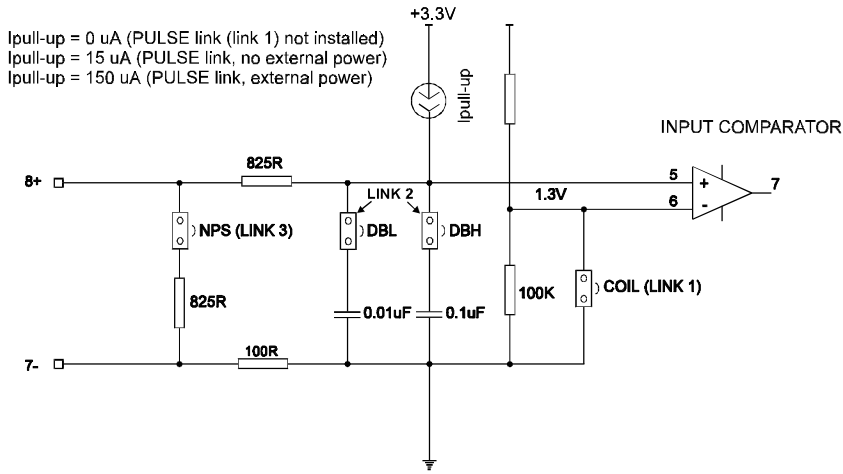 +3.3V
Ipull-up = 0 uA (PULSE link (link 1) not installed)
Ipull-up = 15 uA (PULSE link, no external power)
Ipull-up = 150 uA (PULSE link, external power)
Ipull-up
INPUT COMPARATOR
825R
8+
5
+
7
LINK 2
1.3V
6
-
NPS (LINK 3)
DBL
DBH
825R
0.01uF
0.1uF
100K
COIL (LINK 1)
100R
7-